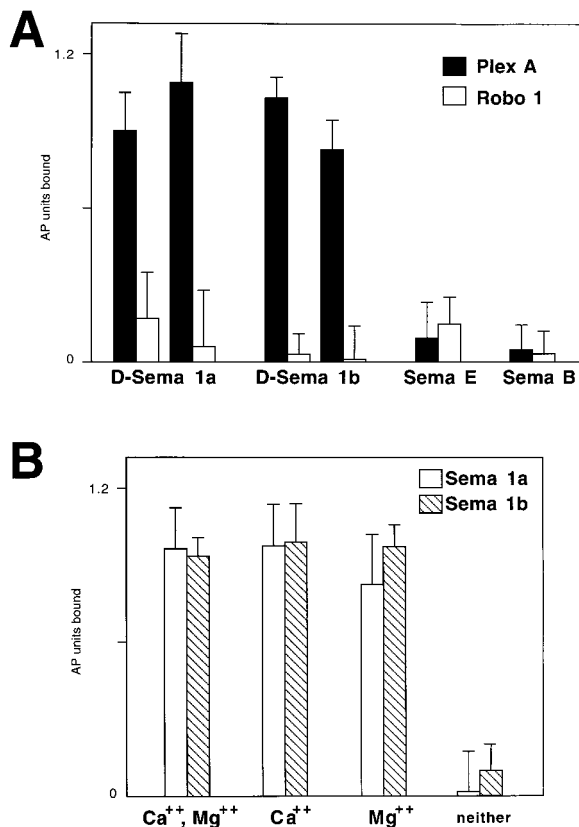 A
1.2
Plex A
Robo 1
AP units bound
0
D-Sema 1a D-Sema 1b Sema E Sema B
B
1.2
Sema 1a
Sema 1b
AP units bound
0
Ca++, Mg++ Ca++ Mg++ neither